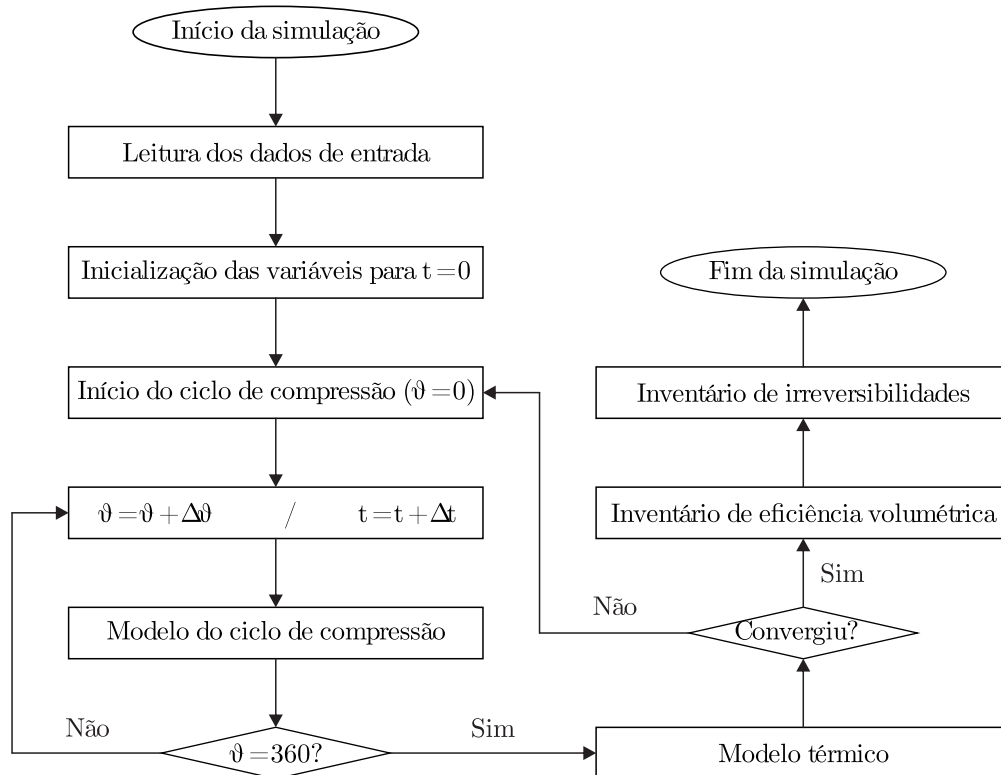 Início da simulação
Leitura dos dados de entrada
Inicialização das variáveis para t=0
Início do ciclo de compressão (ϑ=0)
ϑ=ϑ+Δϑ / t=t+Δt
Modelo do ciclo de compressão
Não
ϑ=360?
Sim
Modelo térmico
Convergiu?
Não
Sim
Inventário de eficiência volumétrica
Inventário de irreversibilidades
Fim da simulação